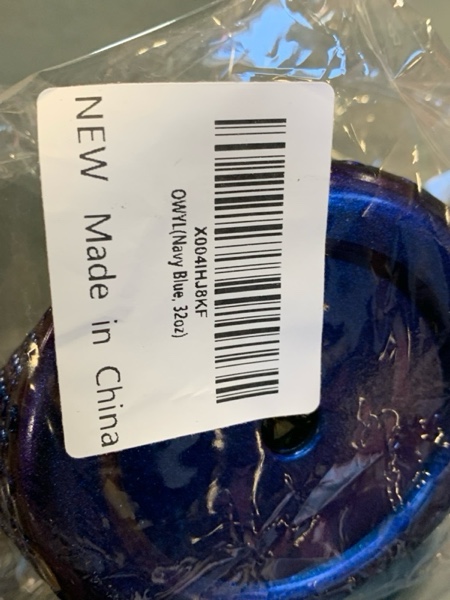 X004IHJ8KF
OWYL(Navy Blue, 32oz)
NEW Made in China